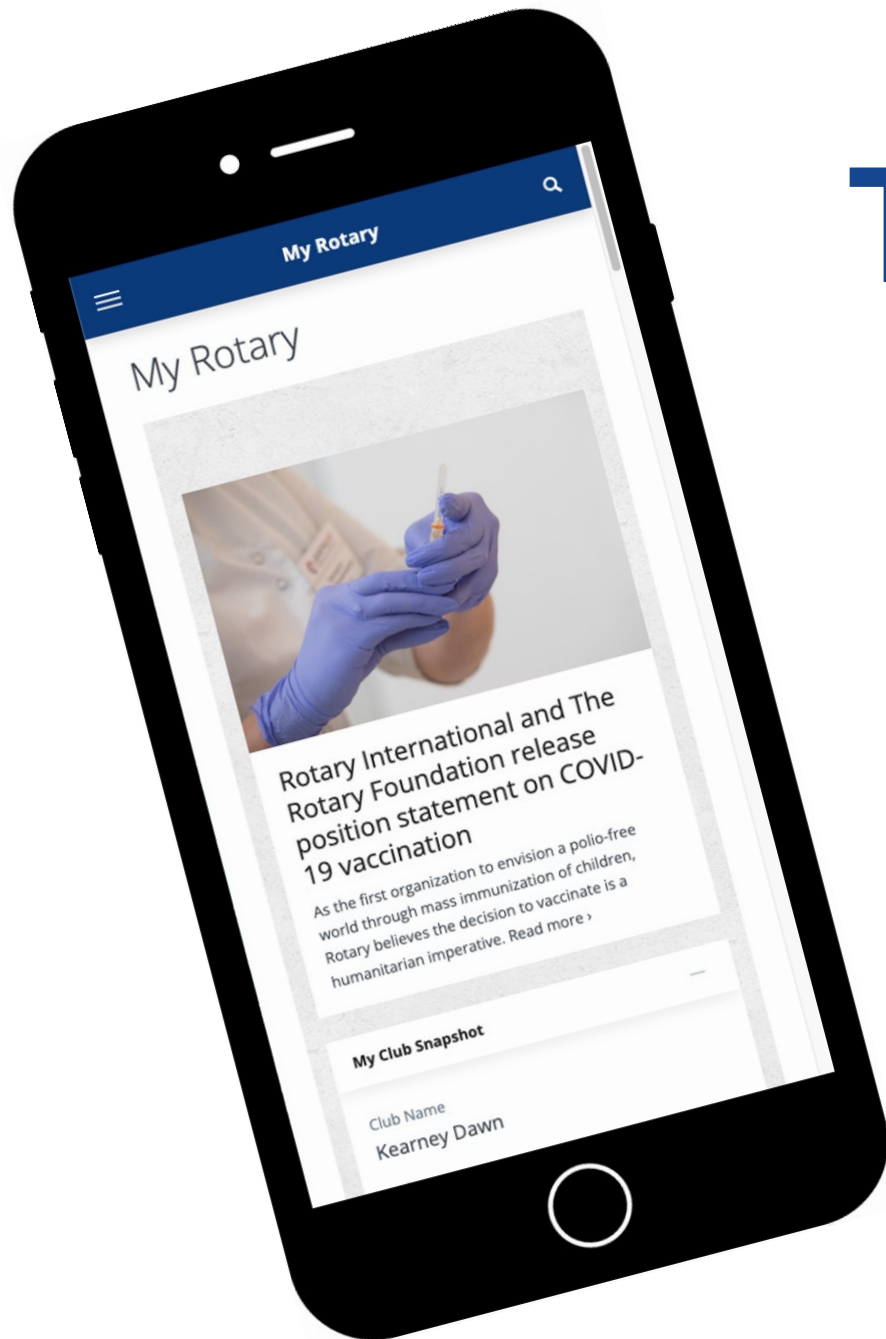 My Rotary
My Rotary
Rotary International and The
Rotary Foundation release
position statement on COVID-
19 vaccination
As the first organization to envision a polio-free
world through mass immunization of children,
Rotary believes the decision to vaccinate is a
humanitarian imperative. Read more ›
My Club Snapshot
Club Name
Kearney Dawn